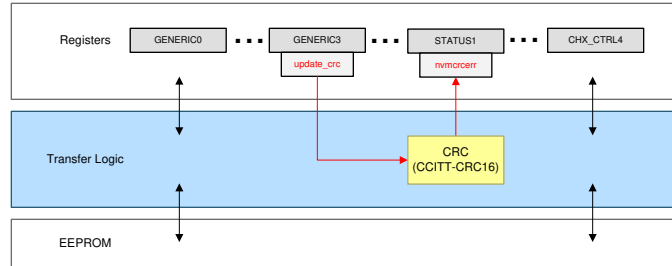 Registers
GENERIC0 ... GENERIC3 ... STATUS1 ... CHX_CTRL4
update_crc
nvmcrcerr
Transfer Logic
CRC
(CCITT-CRC16)
EEPROM